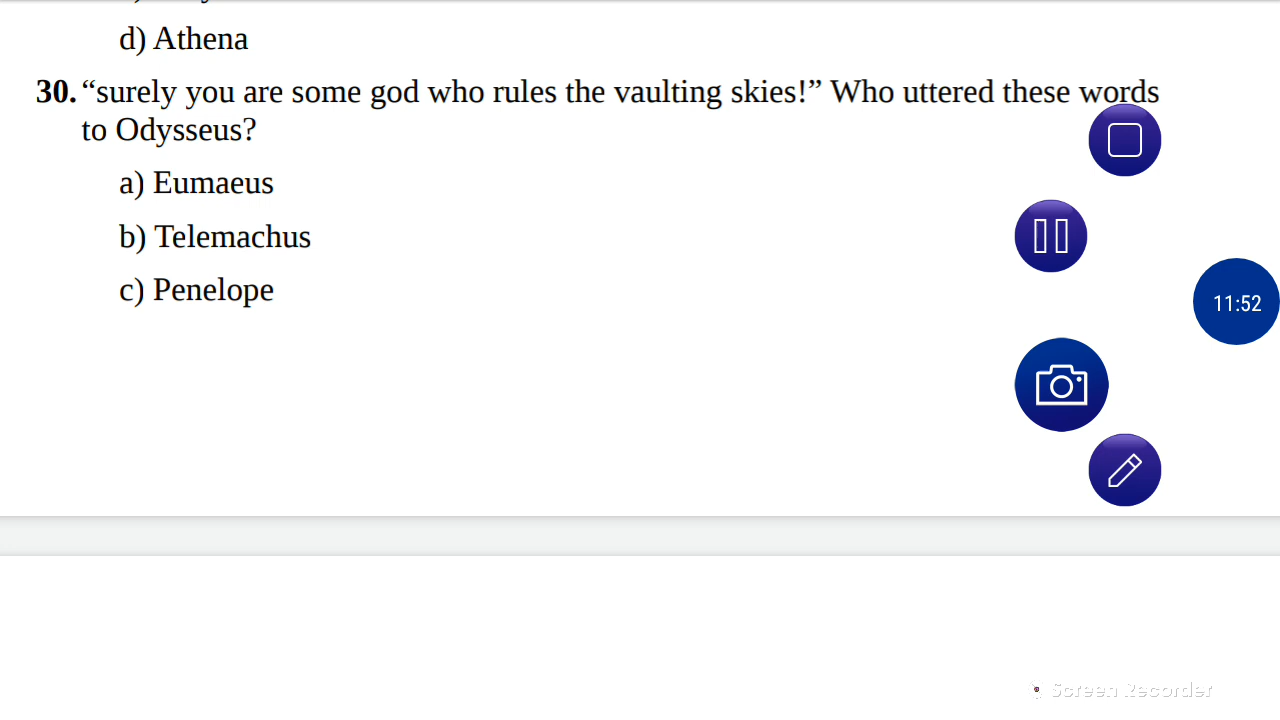 d) Athena
30. “surely you are some god who rules the vaulting skies!” Who uttered these words
to Odysseus?
a) Eumaeus
b) Telemachus
c) Penelope
11:52
Screen Recorder